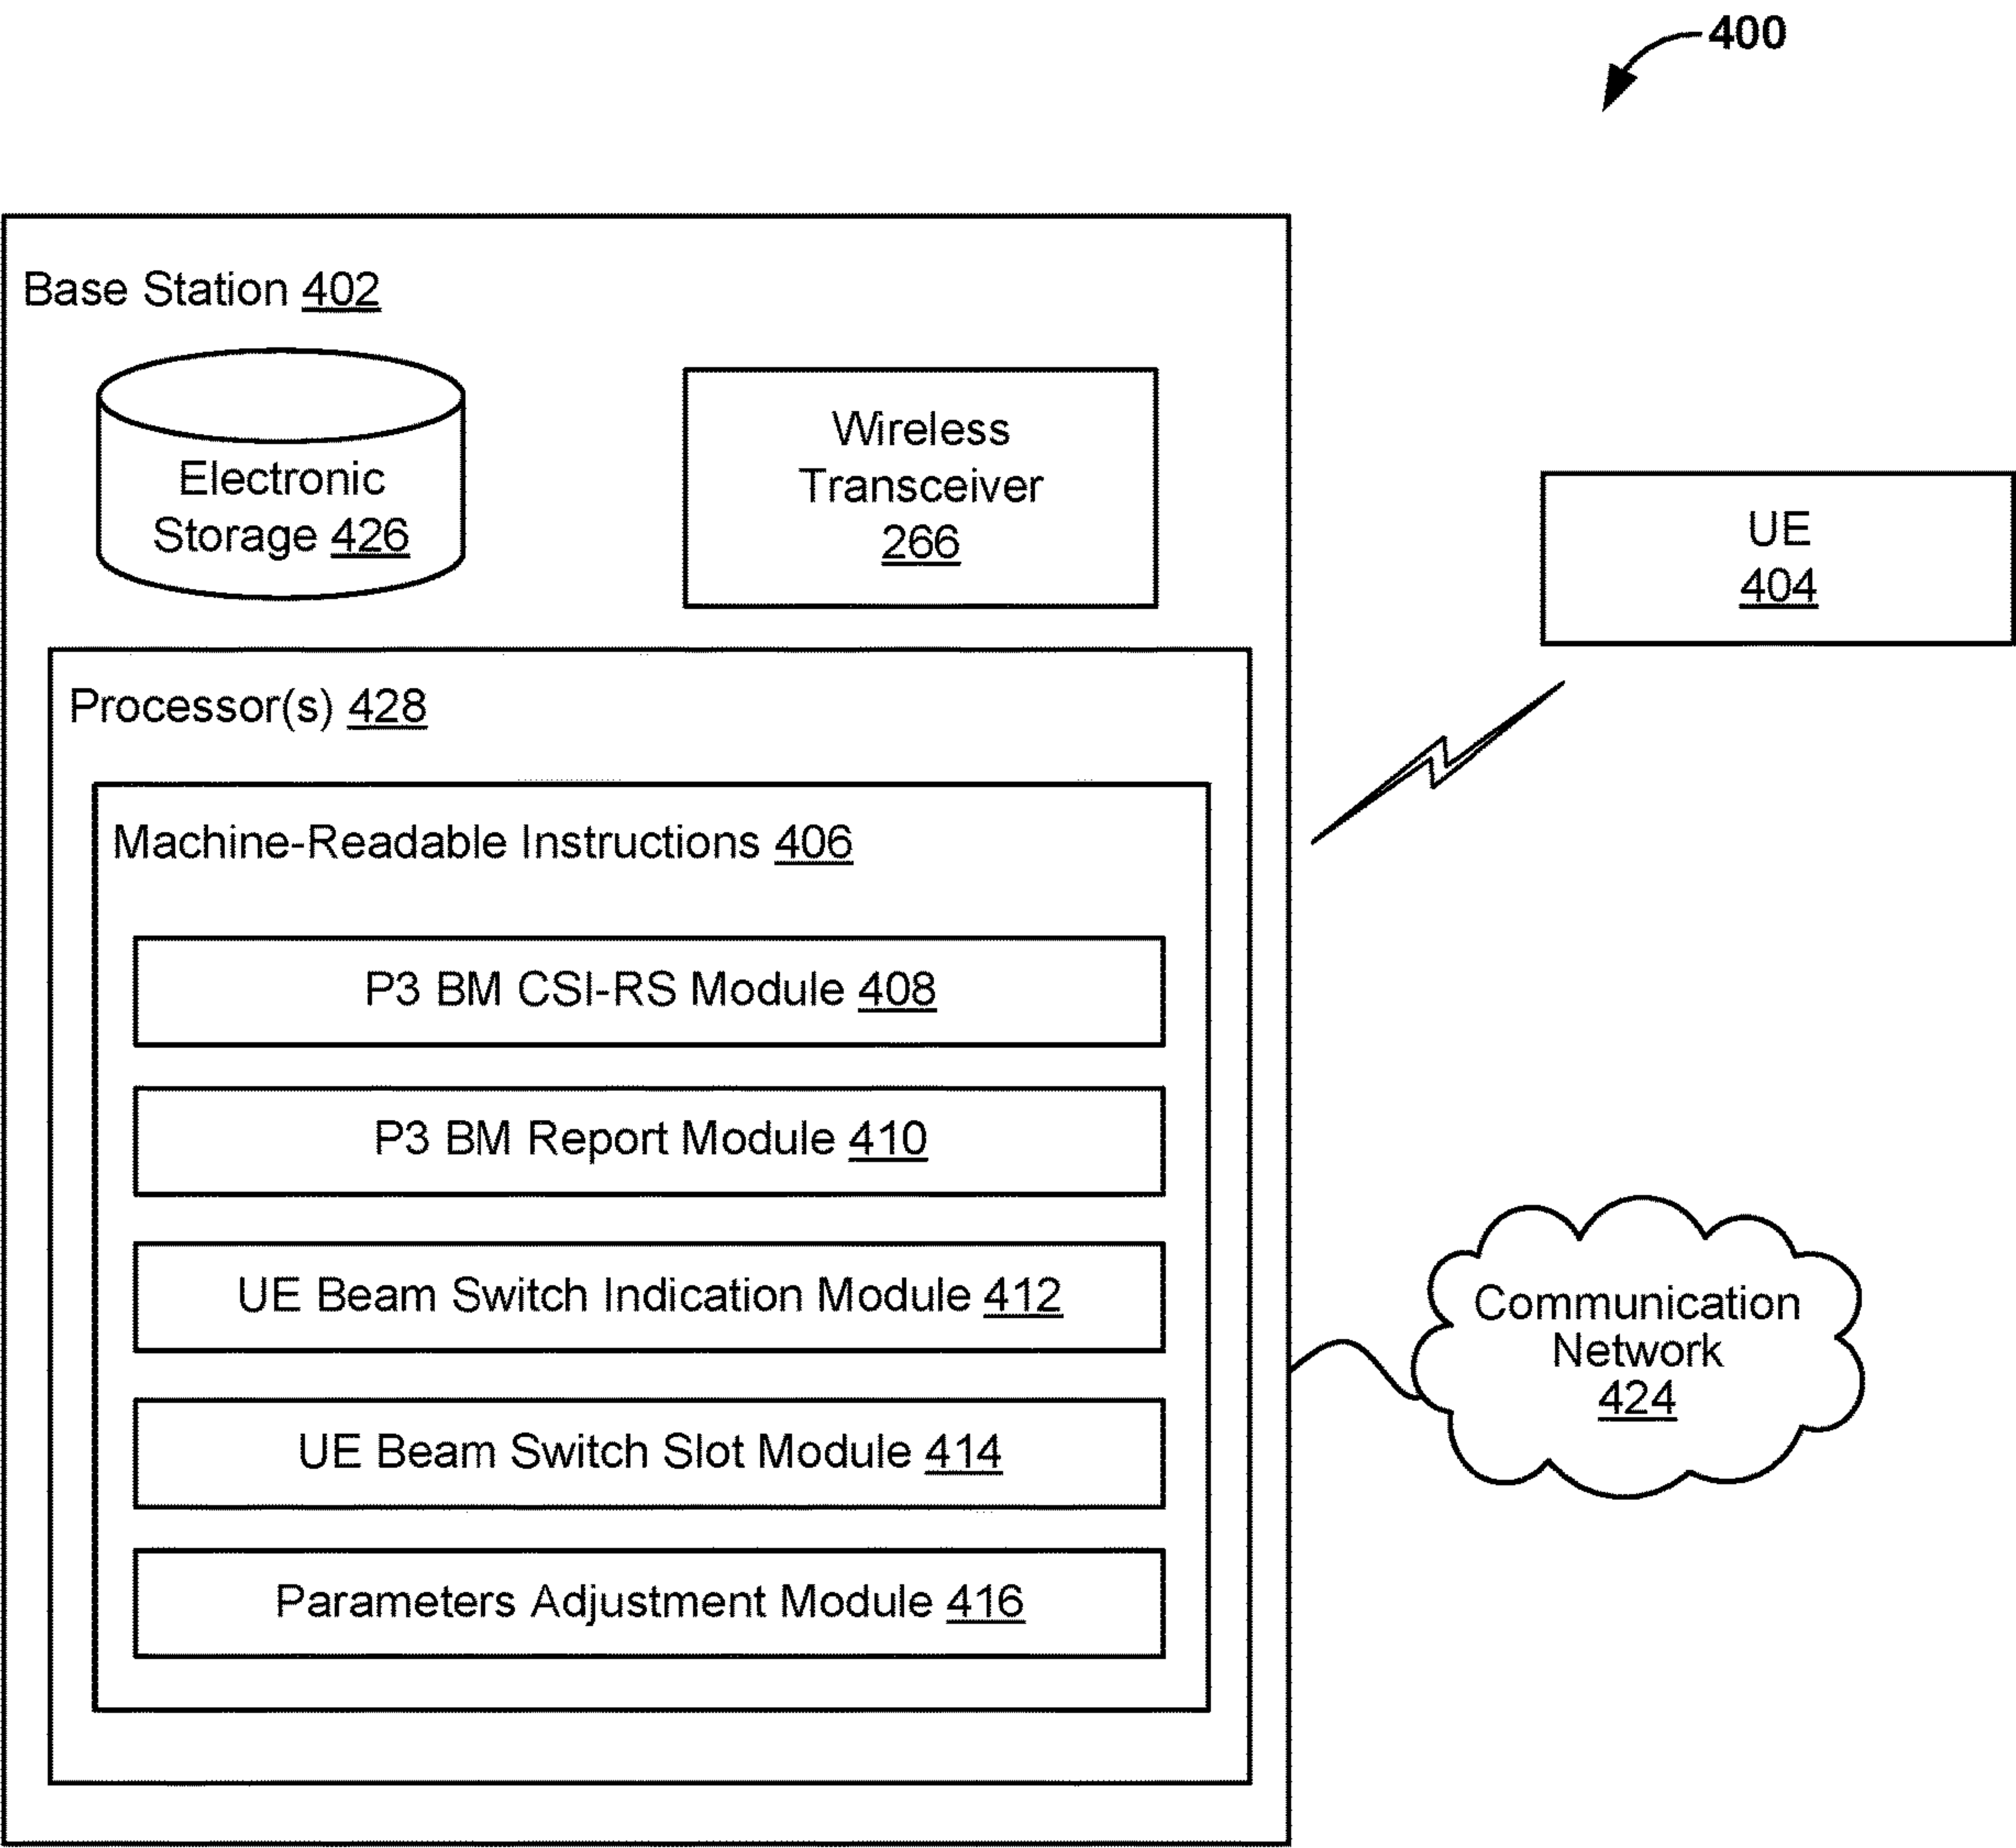 400
Base Station 402
Electronic
Storage 426
Wireless
Transceiver
266
UE
404
Processor(s) 428
Machine-Readable Instructions 406
P3 BM CSI-RS Module 408
P3 BM Report Module 410
UE Beam Switch Indication Module 412
UE Beam Switch Slot Module 414
Parameters Adjustment Module 416
Communication
Network
424